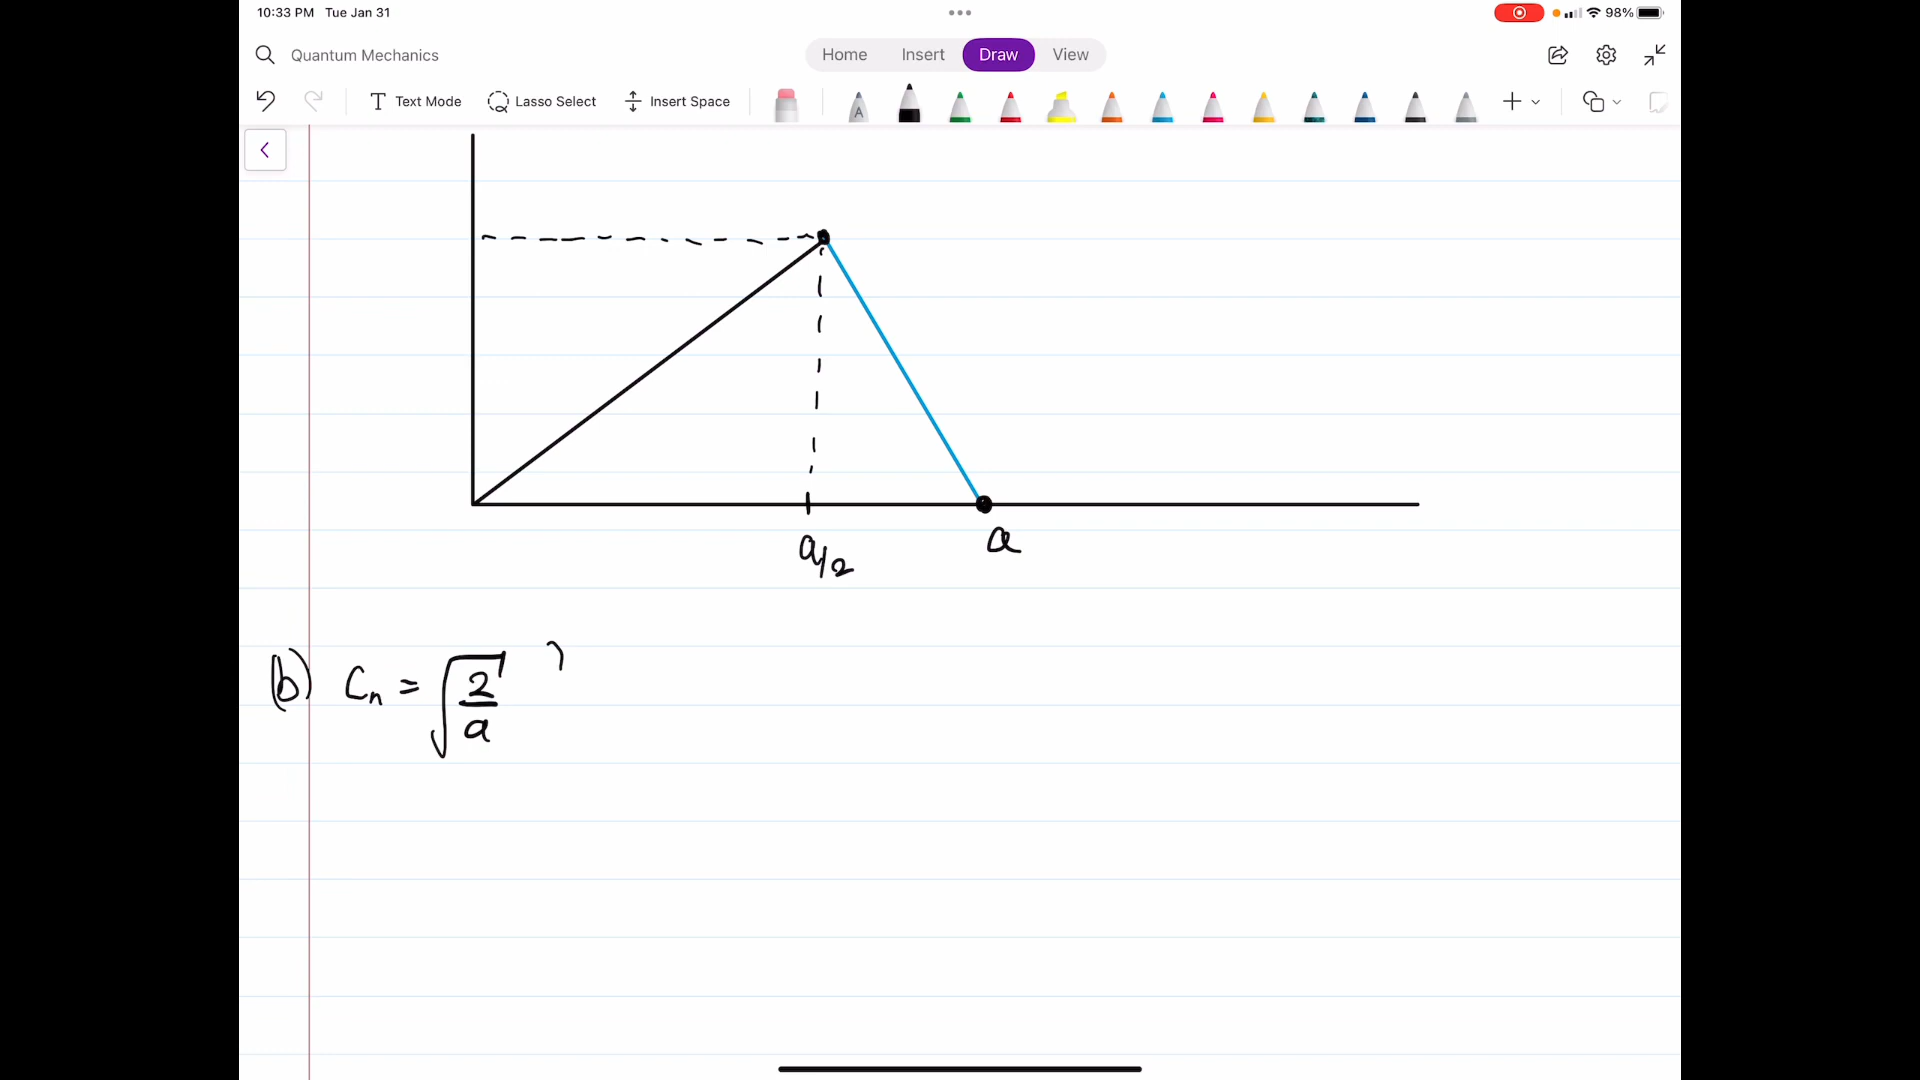 10:33 PM Tue Jan 31
98%
Quantum Mechanics
Home Insert Draw View
Text Mode Lasso Select Insert Space
A
a/2
a
(b) Cn = √2/a